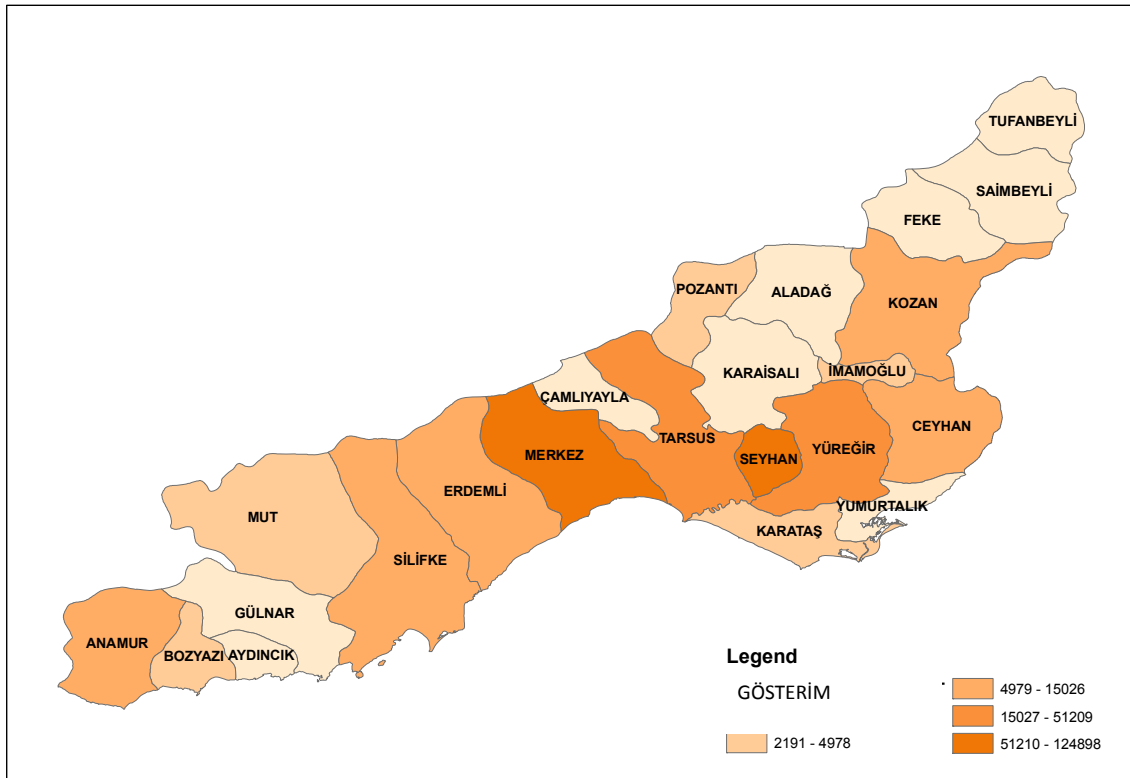 TUFANBEYLİ
SAİMBEYLİ
FEKE
POZANTI
ALADAĞ
KOZAN
KARAİSALI
İMAMOĞLU
ÇAMLIYAYLA
CEYHAN
TARSUS
YÜREĞİR
MERKEZ
SEYHAN
ERDEMLİ
YUMURTALIK
MUT
KARATAŞ
SİLİFKE
GÜLNAR
ANAMUR
BOZYAZI
AYDINCIK
Legend
GÖSTERİM
4979 - 15026
15027 - 51209
2191 - 4978
51210 - 124898